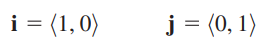 i = ⟨1, 0⟩ j = ⟨0, 1⟩